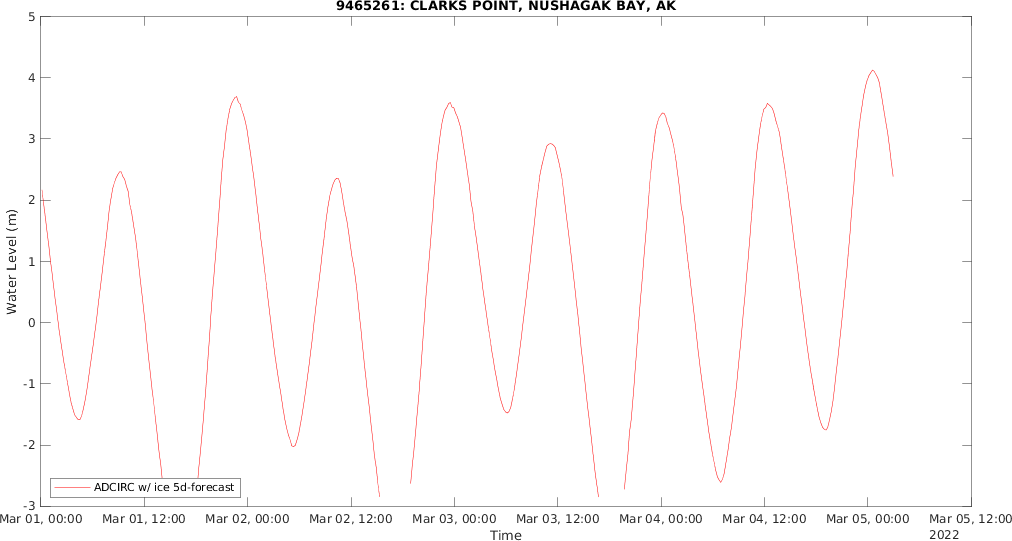 9465261: CLARKS POINT, NUSHAGAK BAY, AK
5
4
3
2
1
0
-1
-2
-3
Water Level (m)
ADCIRC w/ ice 5d-forecast
Mar 01, 00:00 Mar 01, 12:00 Mar 02, 00:00 Mar 02, 12:00 Mar 03, 00:00 Mar 03, 12:00 Mar 04, 00:00 Mar 04, 12:00 Mar 05, 00:00 Mar 05, 12:00
Time
2022